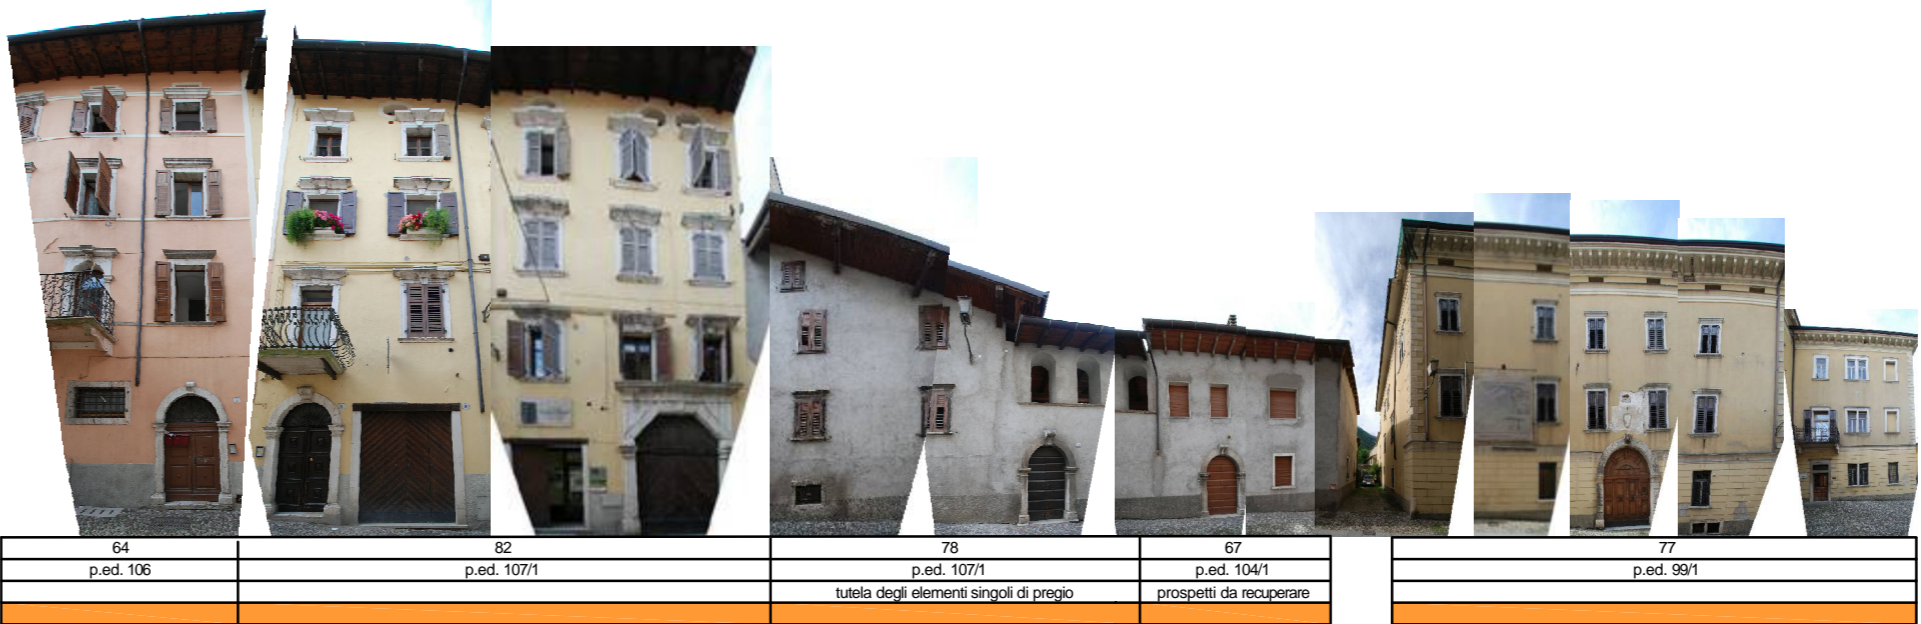 64 82 78 67 77
p.ed. 106 p.ed. 107/1 p.ed. 107/1 p.ed. 104/1 p.ed. 99/1
tutela degli elementi singoli di pregio prospetti da recuperare